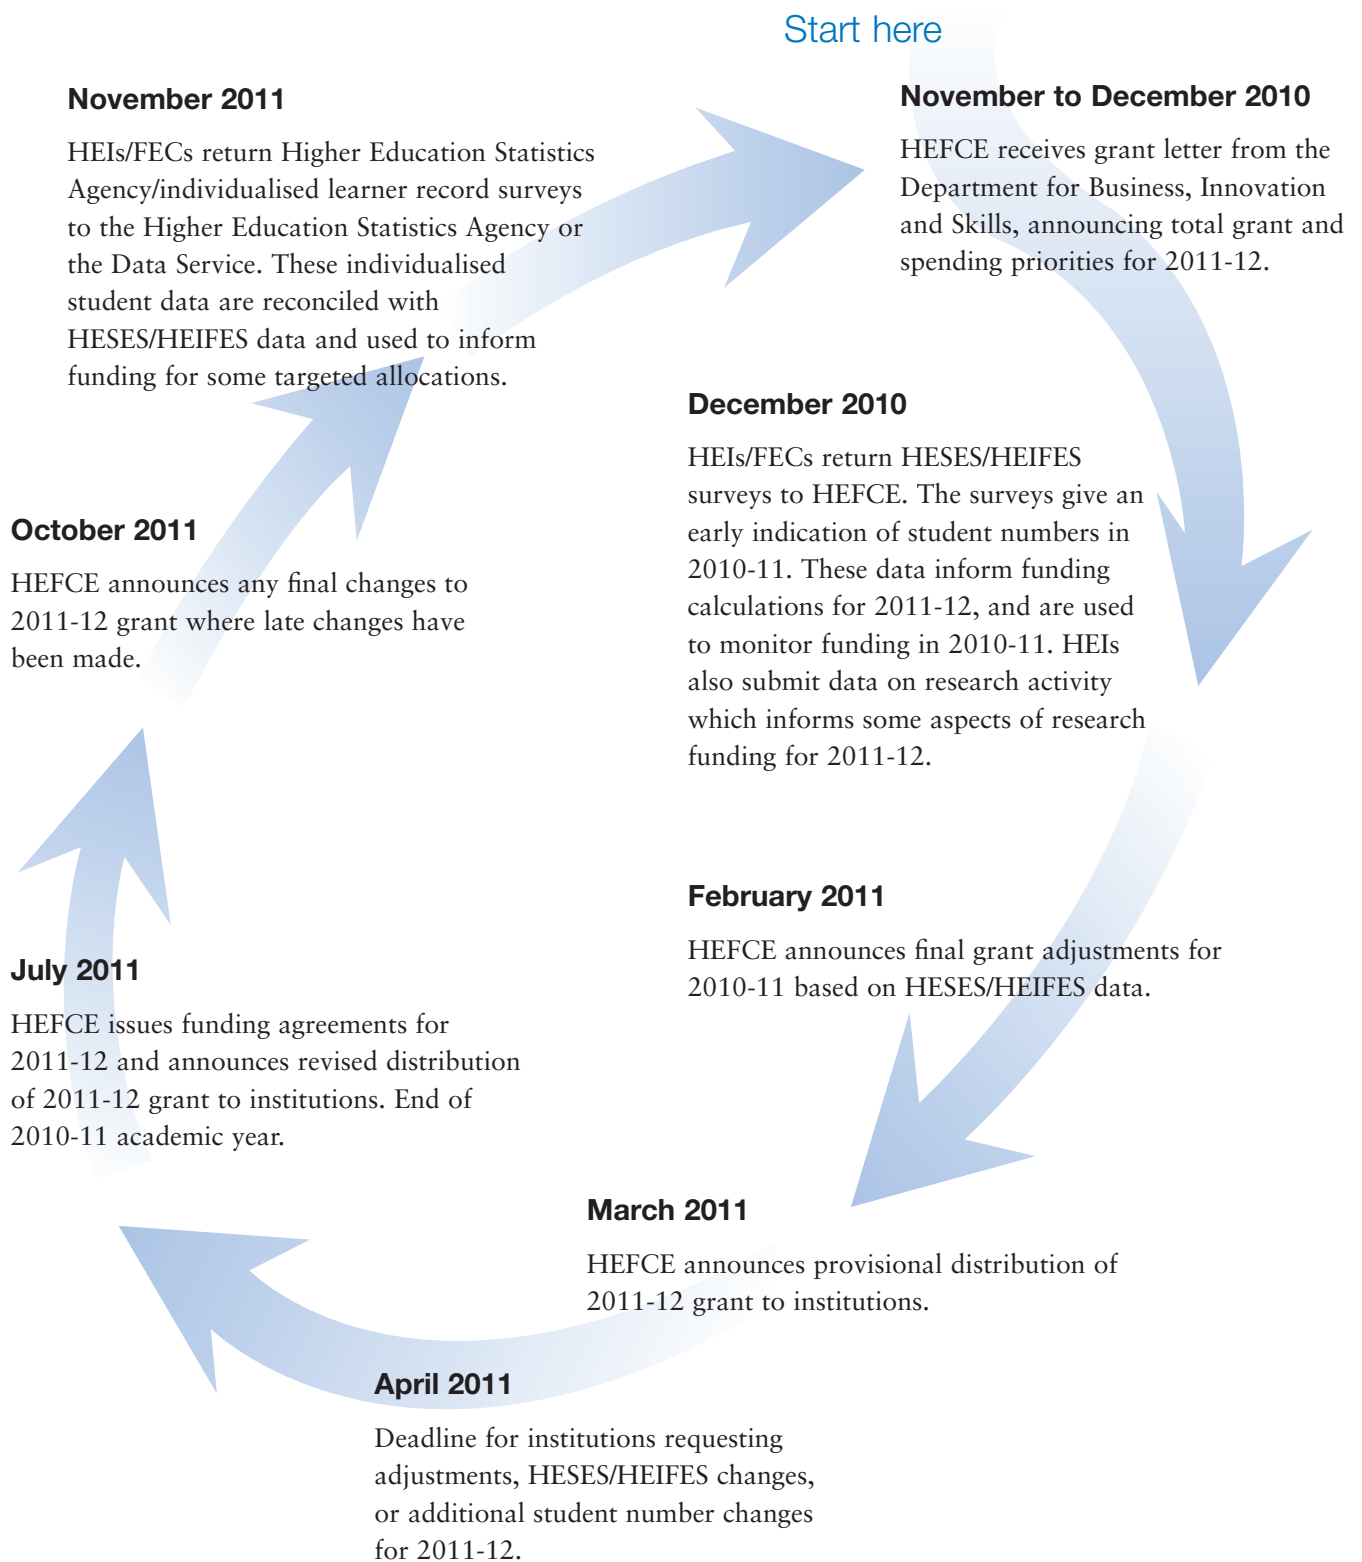 Start here
November to December 2010
HEFCE receives grant letter from the
Department for Business, Innovation
and Skills, announcing total grant and
spending priorities for 2011-12.
December 2010
HEIs/FECs return HESES/HEIFES
surveys to HEFCE. The surveys give an
early indication of student numbers in
2010-11. These data inform funding
calculations for 2011-12, and are used
to monitor funding in 2010-11. HEIs
also submit data on research activity
which informs some aspects of research
funding for 2011-12.
February 2011
HEFCE announces final grant adjustments for
2010-11 based on HESES/HEIFES data.
March 2011
HEFCE announces provisional distribution of
2011-12 grant to institutions.
April 2011
Deadline for institutions requesting
adjustments, HESES/HEIFES changes,
or additional student number changes
for 2011-12.
July 2011
HEFCE issues funding agreements for
2011-12 and announces revised distribution
of 2011-12 grant to institutions. End of
2010-11 academic year.
October 2011
HEFCE announces any final changes to
2011-12 grant where late changes have
been made.
November 2011
HEIs/FECs return Higher Education Statistics
Agency/individualised learner record surveys
to the Higher Education Statistics Agency or
the Data Service. These individualised
student data are reconciled with
HESES/HEIFES data and used to inform
funding for some targeted allocations.